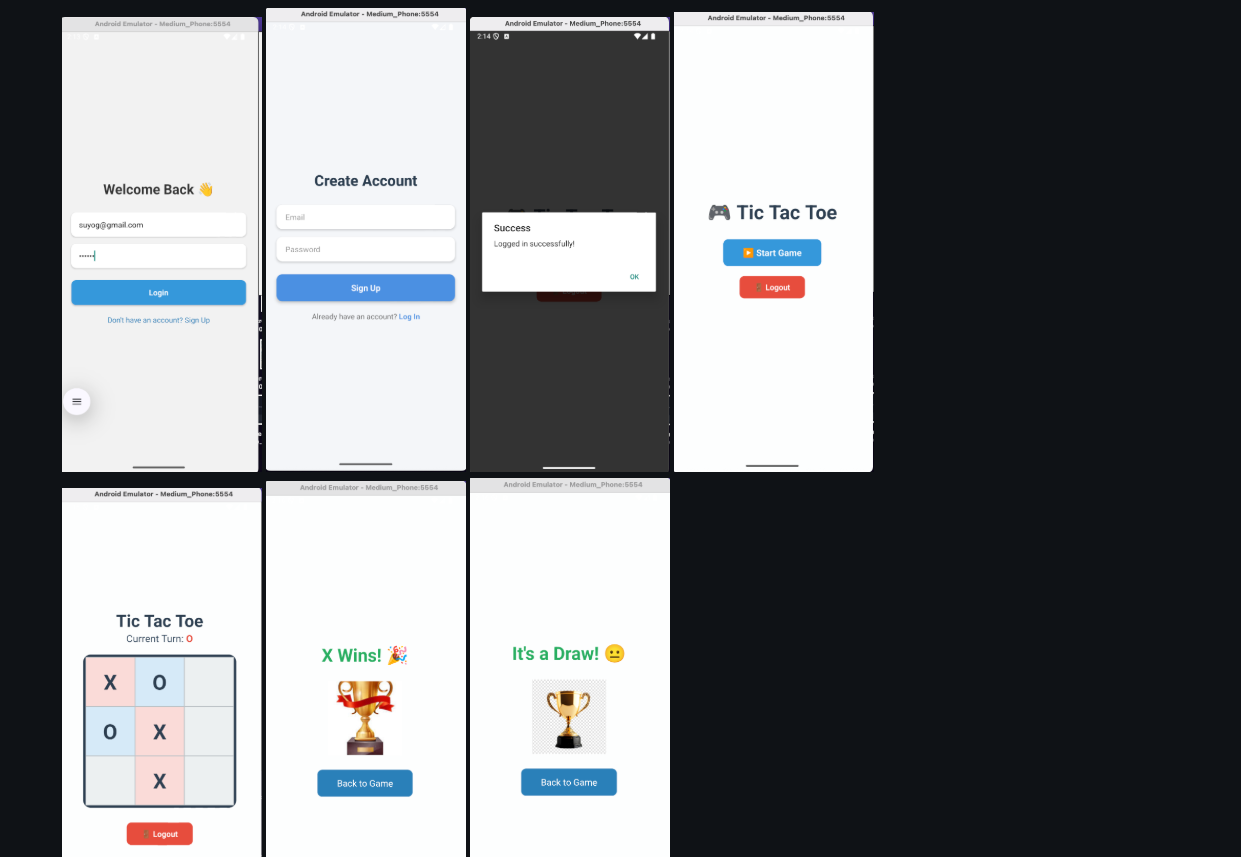 Android Emulator - Medium_Phone:5554
Welcome Back 👋
suyog@gmail.com
••••••
Login
Don't have an account? Sign Up
Android Emulator - Medium_Phone:5554
Create Account
Email
Password
Sign Up
Already have an account? Log In
Android Emulator - Medium_Phone:5554
2:14
Success
Logged in successfully!
OK
Android Emulator - Medium_Phone:5554
🎮 Tic Tac Toe
▶️ Start Game
Logout
Android Emulator - Medium_Phone:5554
Tic Tac Toe
Current Turn: O
X O
O X
X
Logout
Android Emulator - Medium_Phone:5554
X Wins! 🎉
Back to Game
Android Emulator - Medium_Phone:5554
It's a Draw! 😐
Back to Game